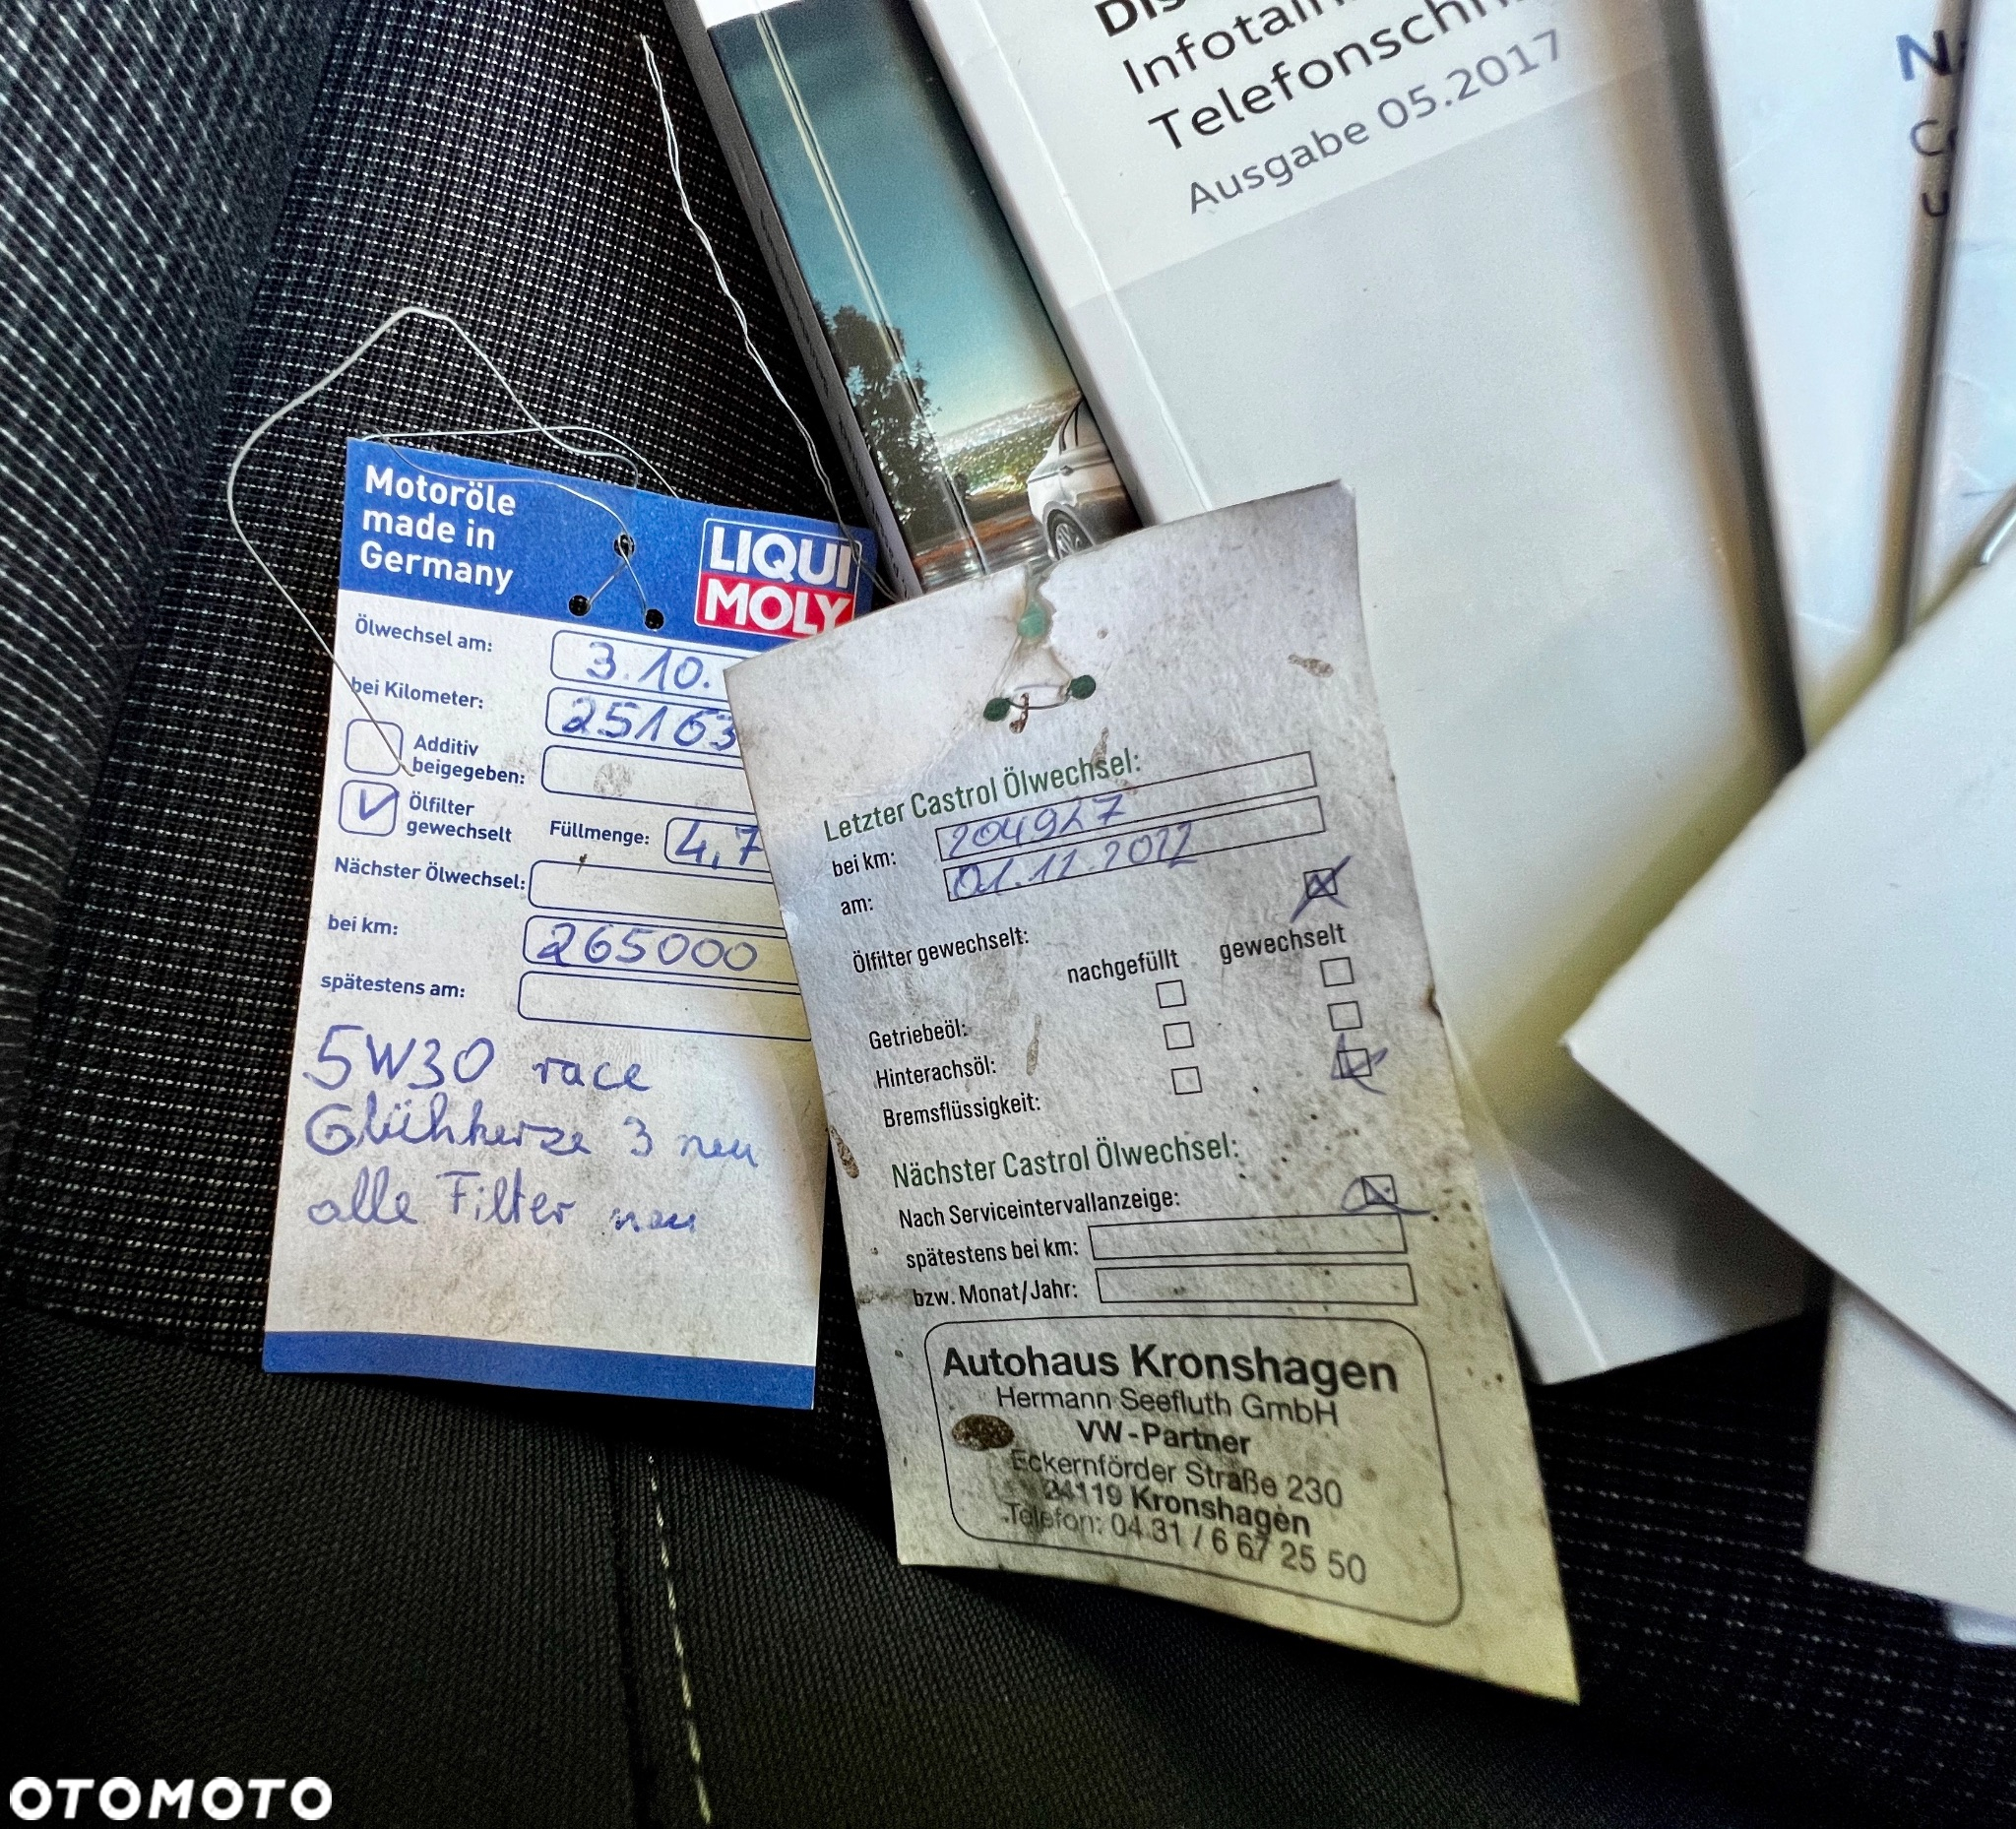 Infotain
Telefonschn
Ausgabe 05.2017
Motoröle
made in
Germany
LIQUI
MOLY
Ölwechsel am: 3.10.
bei Kilometer: 25163
Additiv
beigegeben:
Ölfilter
gewechselt
Füllmenge: 4,7
Nächster Ölwechsel:
bei km: 265000
spätestens am:
5W30 race
Glühkerze 3 neu
alle Filter neu
Letzter Castrol Ölwechsel:
bei km: 204927
am: 01.12.2022
Ölfilter gewechselt:
nachgefüllt gewechselt
Getriebeöl:
Hinterachsöl:
Bremsflüssigkeit:
Nächster Castrol Ölwechsel:
Nach Serviceintervallanzeige:
spätestens bei km:
bzw. Monat/Jahr:
Autohaus Kronshagen
Hermann Seefluth GmbH
VW-Partner
Eckernförder Straße 230
24119 Kronshagen
Telefon: 04 31 / 6 67 25 50
OTOMOTO